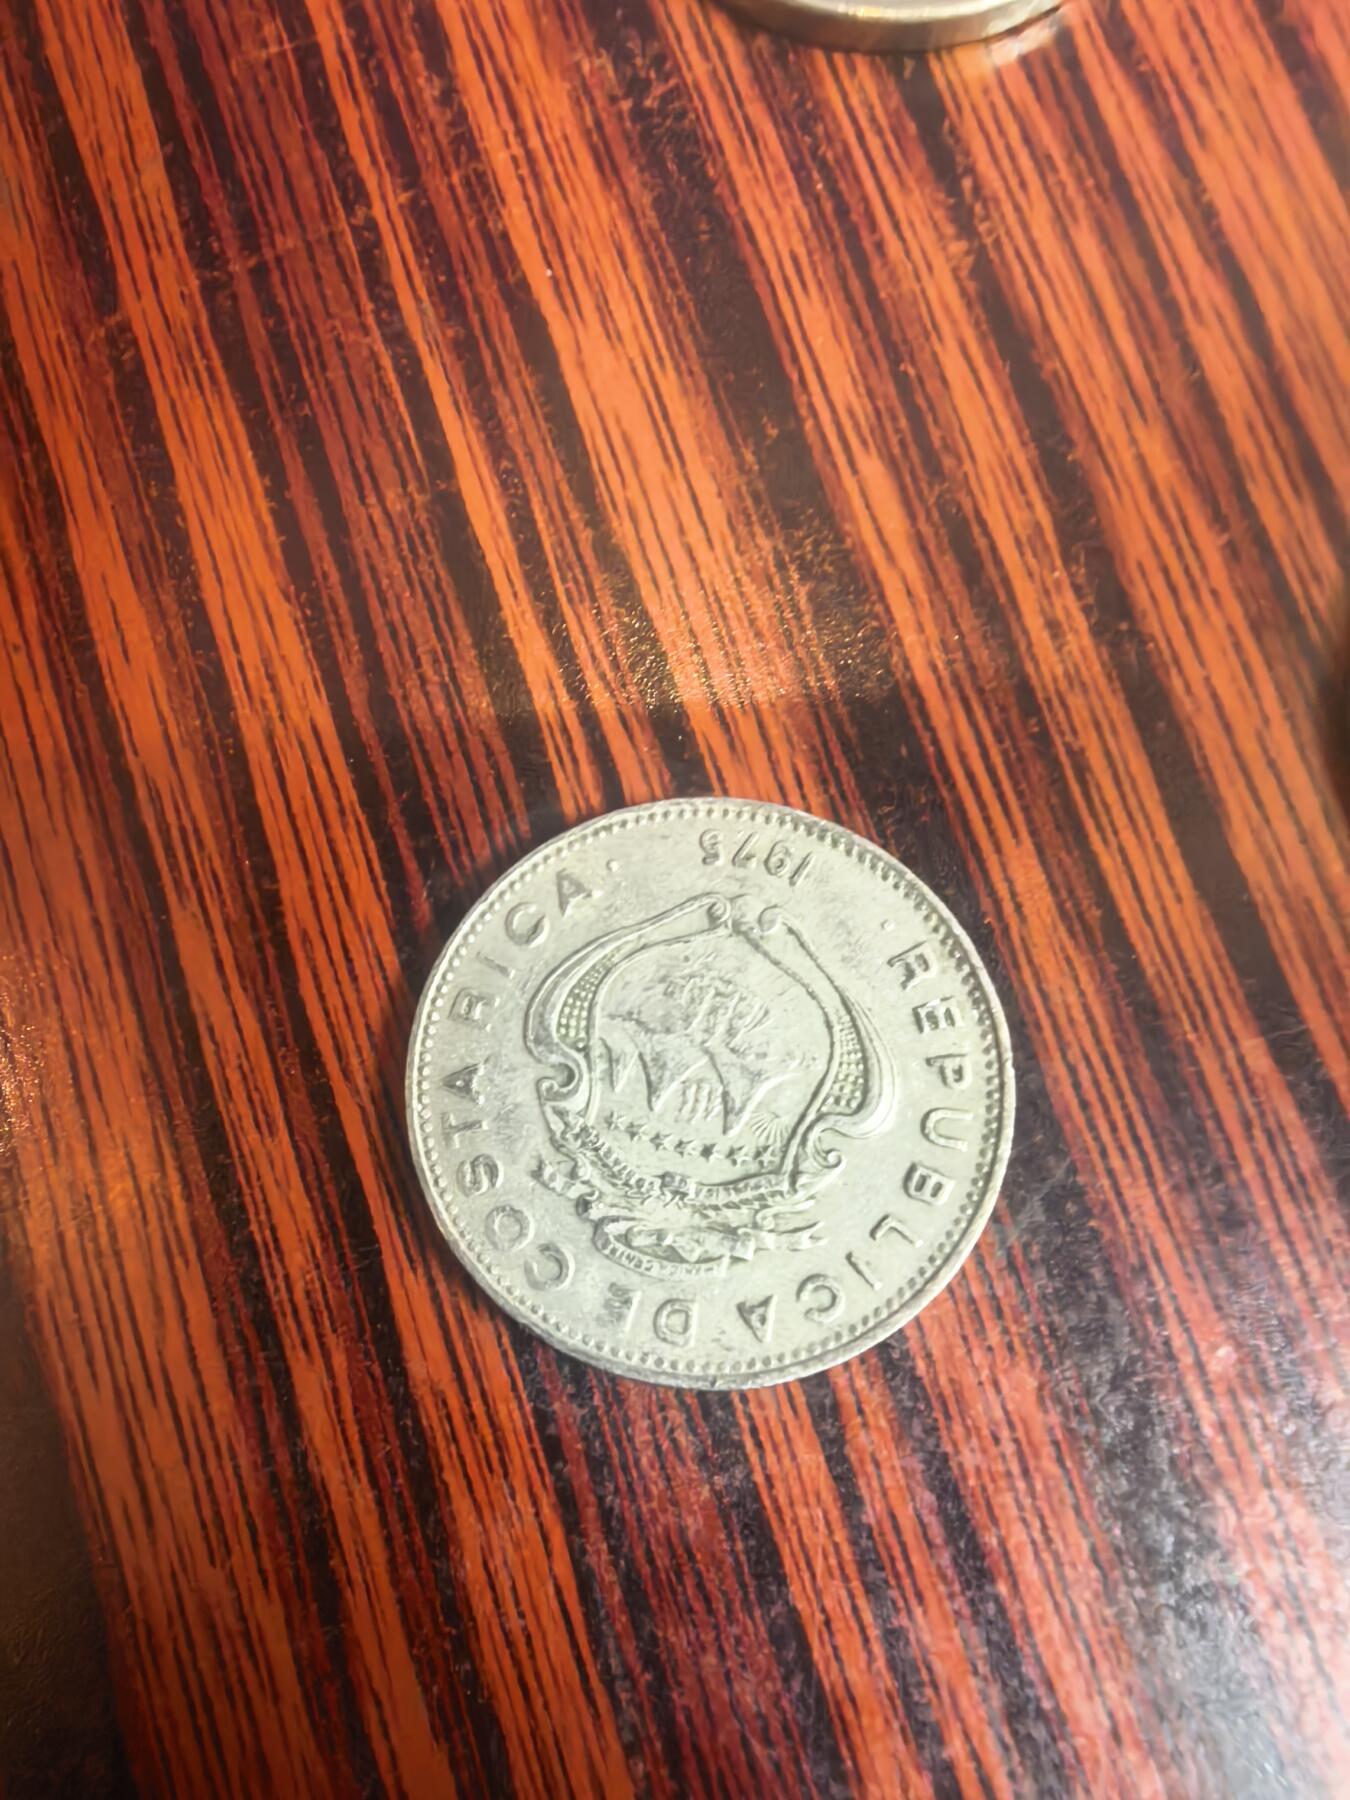 · REPUBLICA DE COSTA RICA ·
1975